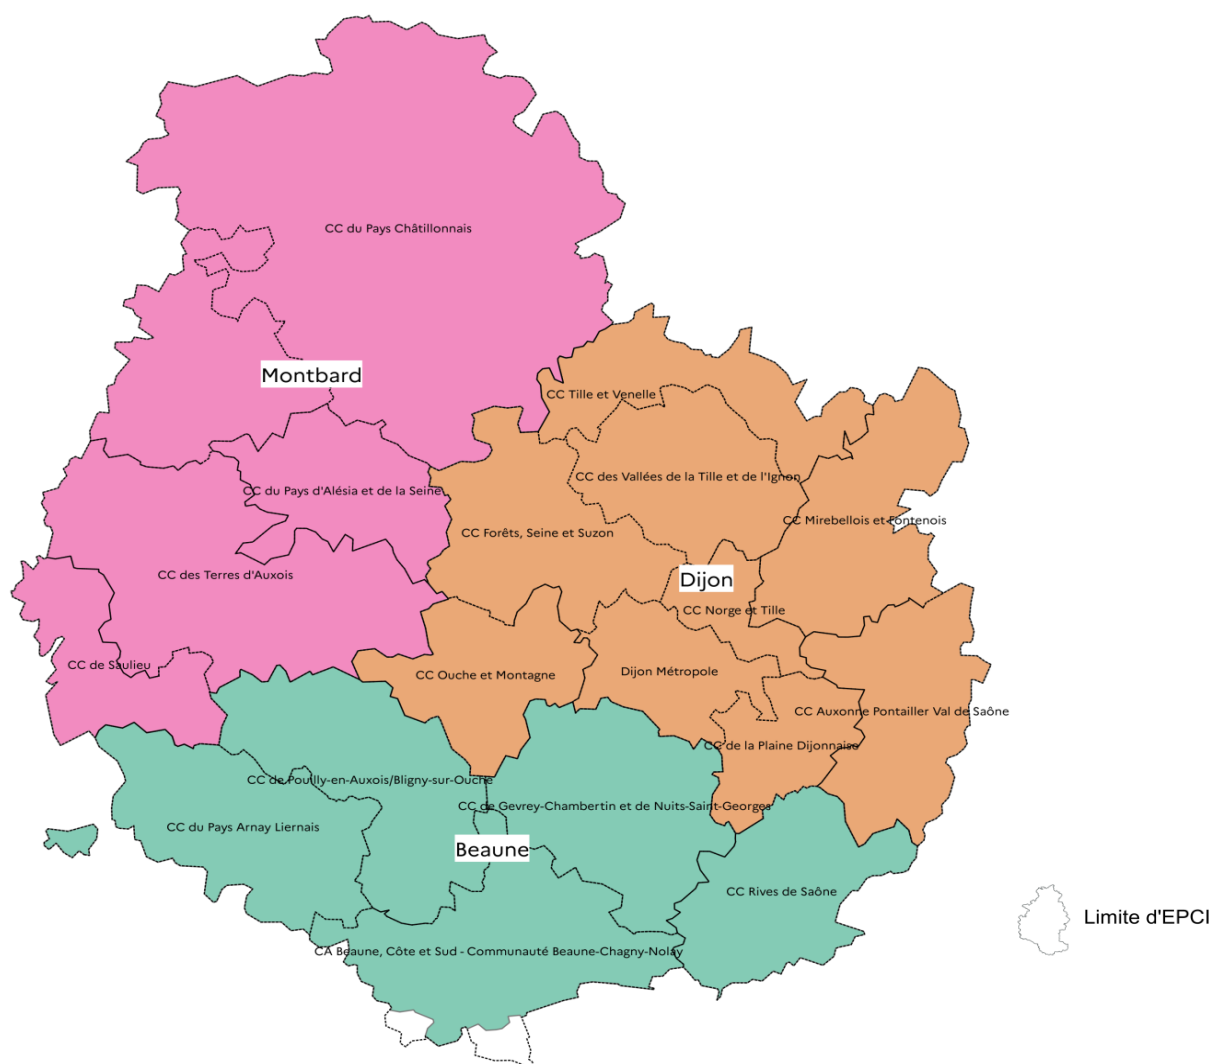 CC du Pays Châtillonnais
Montbard
CC Tille et Venelle
CC des Vallées de la Tille et de l'Ignon
CC du Pays d'Alésia et de la Seine
CC Mirebellois et Fontenois
CC Forêts, Seine et Suzon
CC des Terres d'Auxois
Dijon
CC Norge et Tille
CC de Saulieu
CC Ouche et Montagne
Dijon Métropole
CC Auxonne Pontailler Val de Saône
CC de la Plaine Dijonnaise
CC de Pouilly-en-Auxois/Bligny-sur-Ouche
CC de Gevrey-Chambertin et de Nuits-Saint-Georges
CC du Pays Arnay Liernais
Beaune
CC Rives de Saône
Limite d'EPCI
CA Beaune, Côte et Sud - Communauté Beaune-Chagny-Nolay